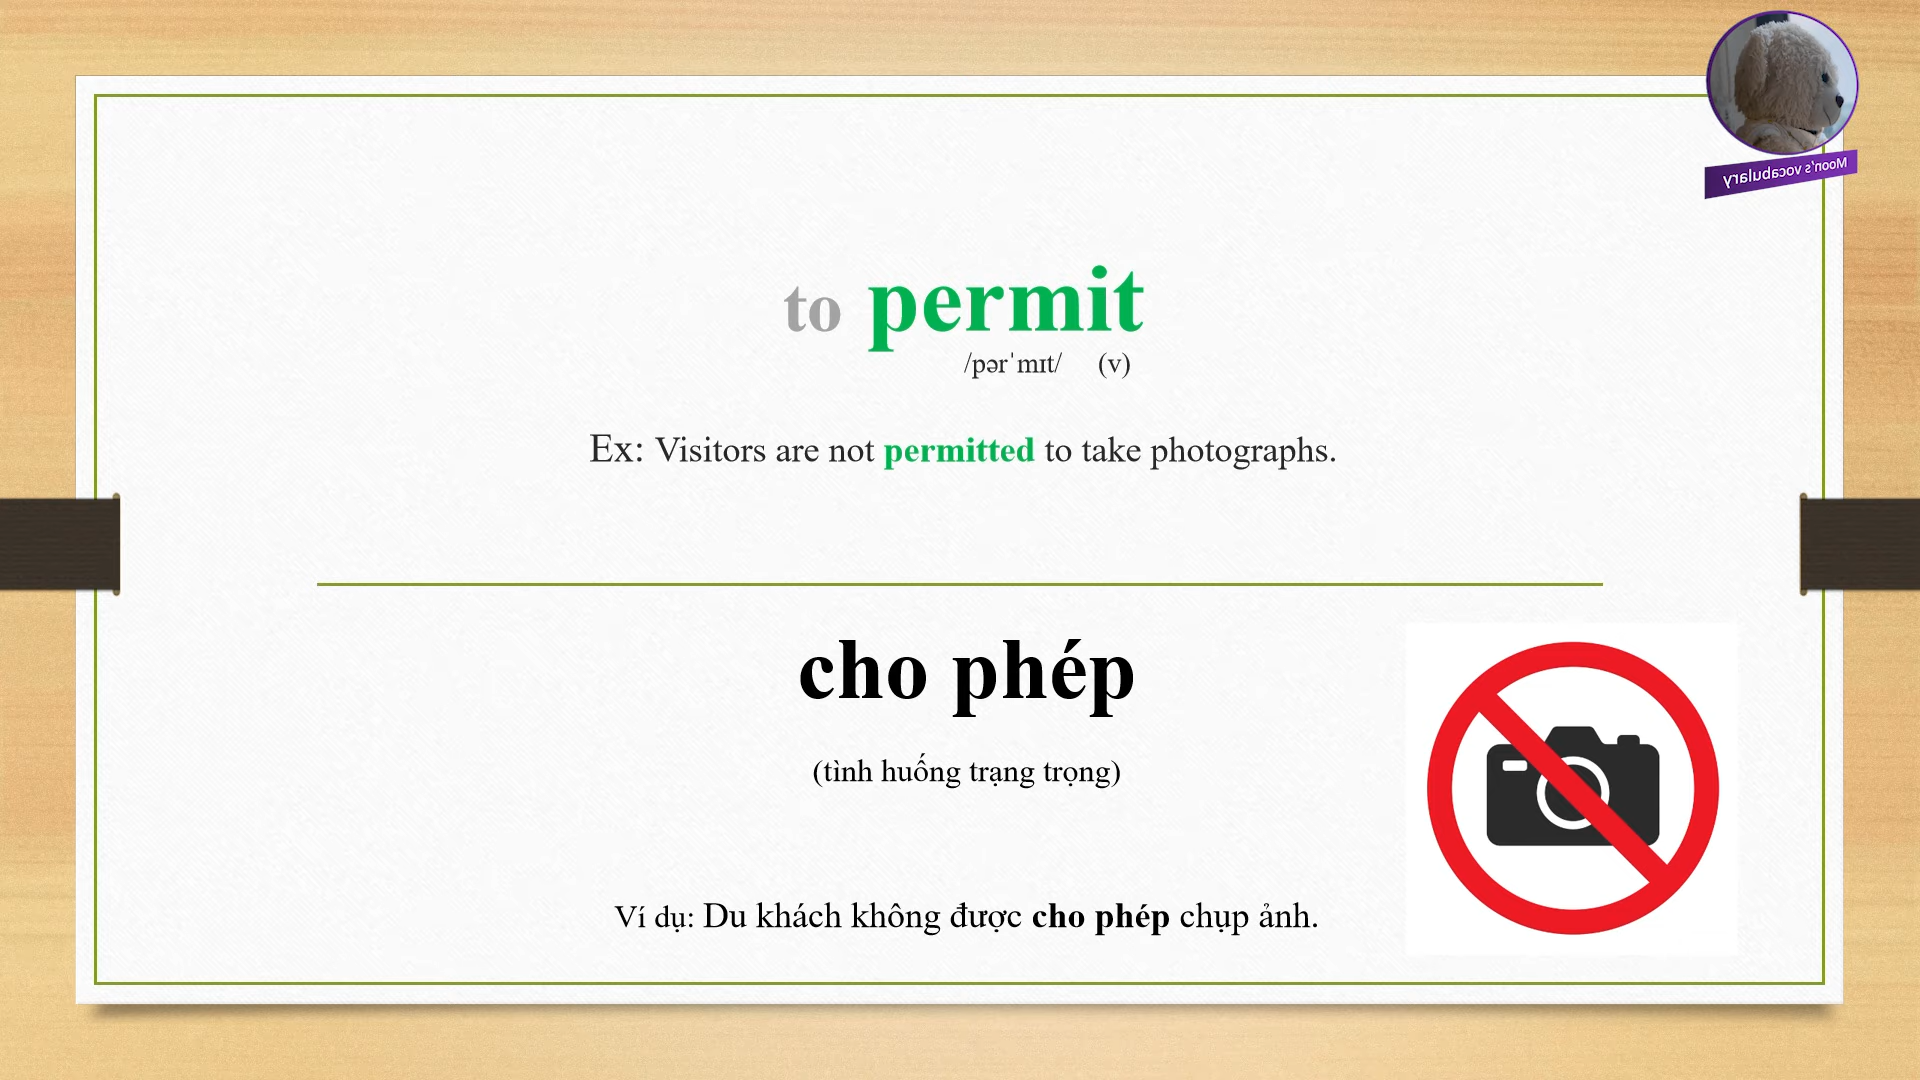 Moon's vocabulary
to permit
/pərˈmɪt/ (v)
Ex: Visitors are not permitted to take photographs.
cho phép
(tình huống trạng trọng)
Ví dụ: Du khách không được cho phép chụp ảnh.